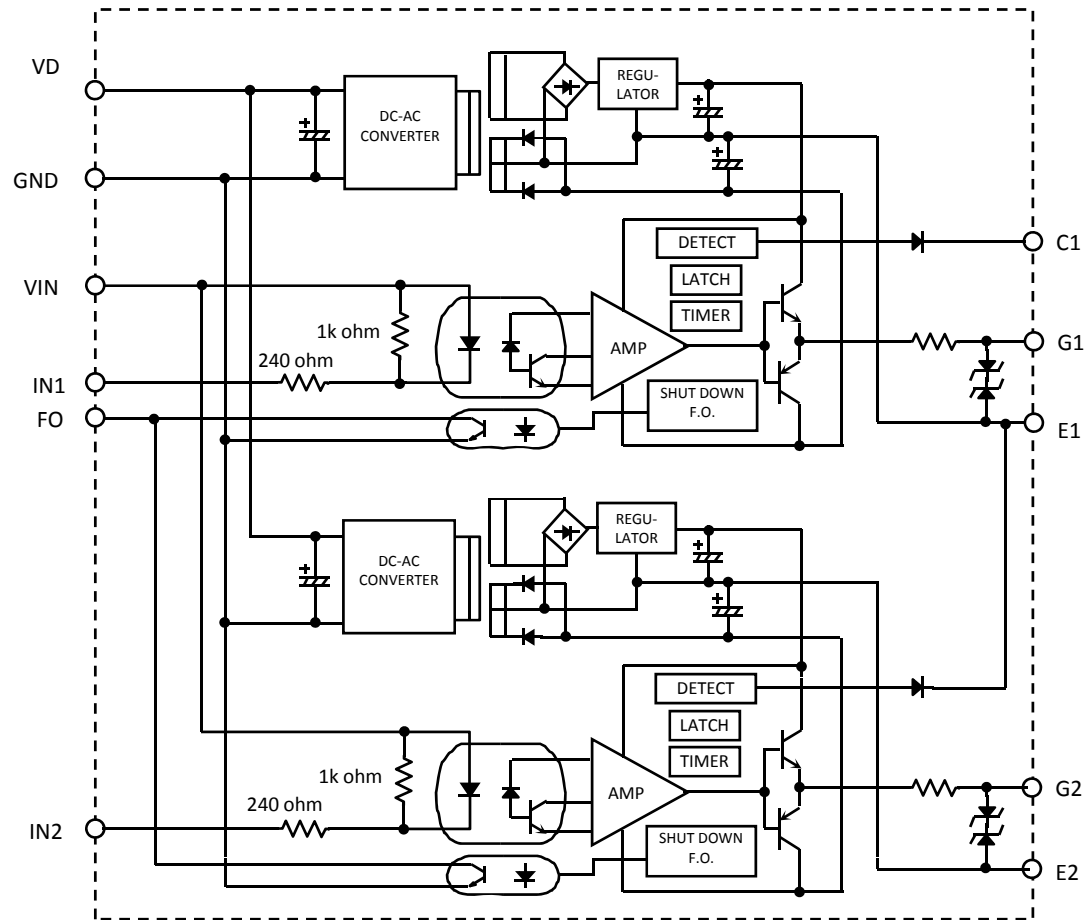 VD
REGU-
LATOR
+
+
+
DC-AC
CONVERTER
GND
DETECT
C1
LATCH
VIN
TIMER
1k ohm
G1
AMP
240 ohm
IN1
SHUT DOWN
F.O.
FO
E1
REGU-
LATOR
+
+
+
DC-AC
CONVERTER
DETECT
LATCH
TIMER
1k ohm
G2
AMP
240 ohm
IN2
SHUT DOWN
F.O.
E2